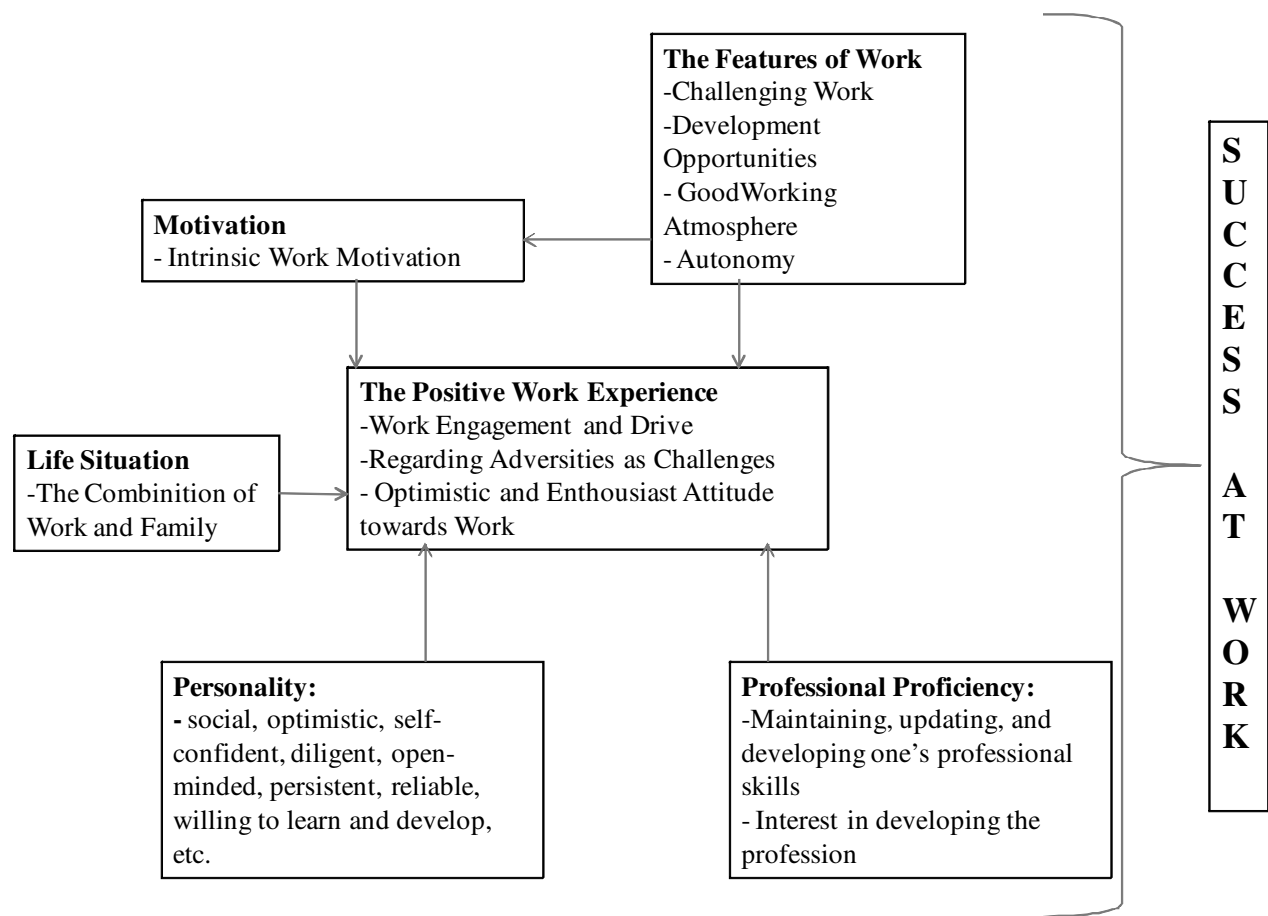 The Features of Work
-Challenging Work
-Development
Opportunities
- GoodWorking
Atmosphere
- Autonomy
Motivation
- Intrinsic Work Motivation
The Positive Work Experience
-Work Engagement and Drive
-Regarding Adversities as Challenges
- Optimistic and Enthousiast Attitude
towards Work
Life Situation
-The Combinition of
Work and Family
Personality:
- social, optimistic, self-
confident, diligent, open-
minded, persistent, reliable,
willing to learn and develop,
etc.
Professional Proficiency:
-Maintaining, updating, and
developing one’s professional
skills
- Interest in developing the
profession
S
U
C
C
E
S
S
A
T
W
O
R
K